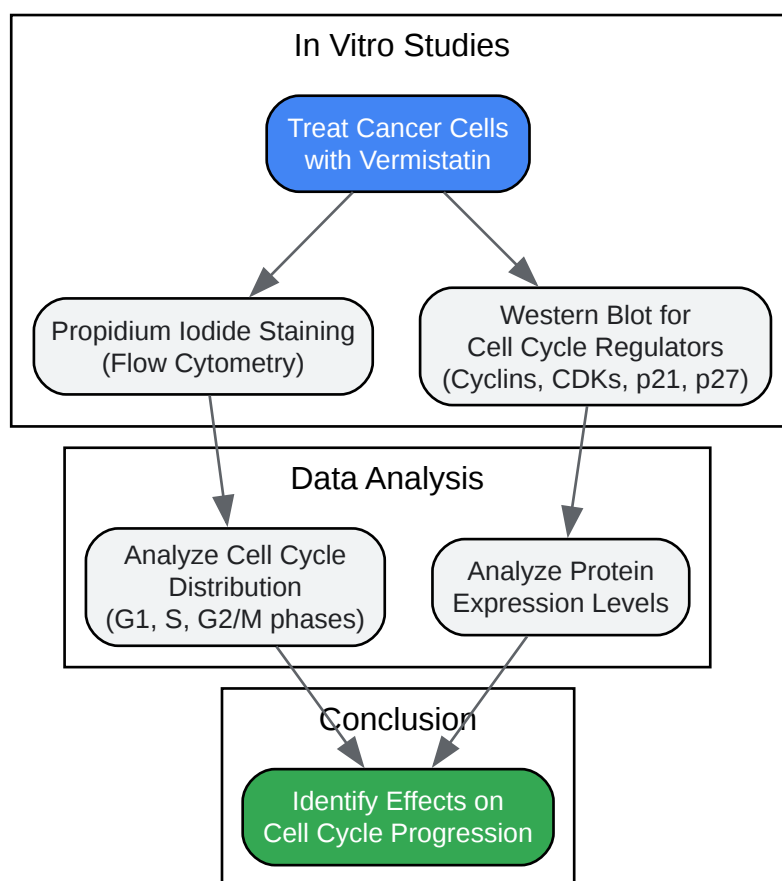 In Vitro Studies
Treat Cancer Cells
with Vermistatin
Propidium Iodide Staining
(Flow Cytometry)
Western Blot for
Cell Cycle Regulators
(Cyclins, CDKs, p21, p27)
Data Analysis
Analyze Cell Cycle
Distribution
(G1, S, G2/M phases)
Analyze Protein
Expression Levels
Conclusion
Identify Effects on
Cell Cycle Progression